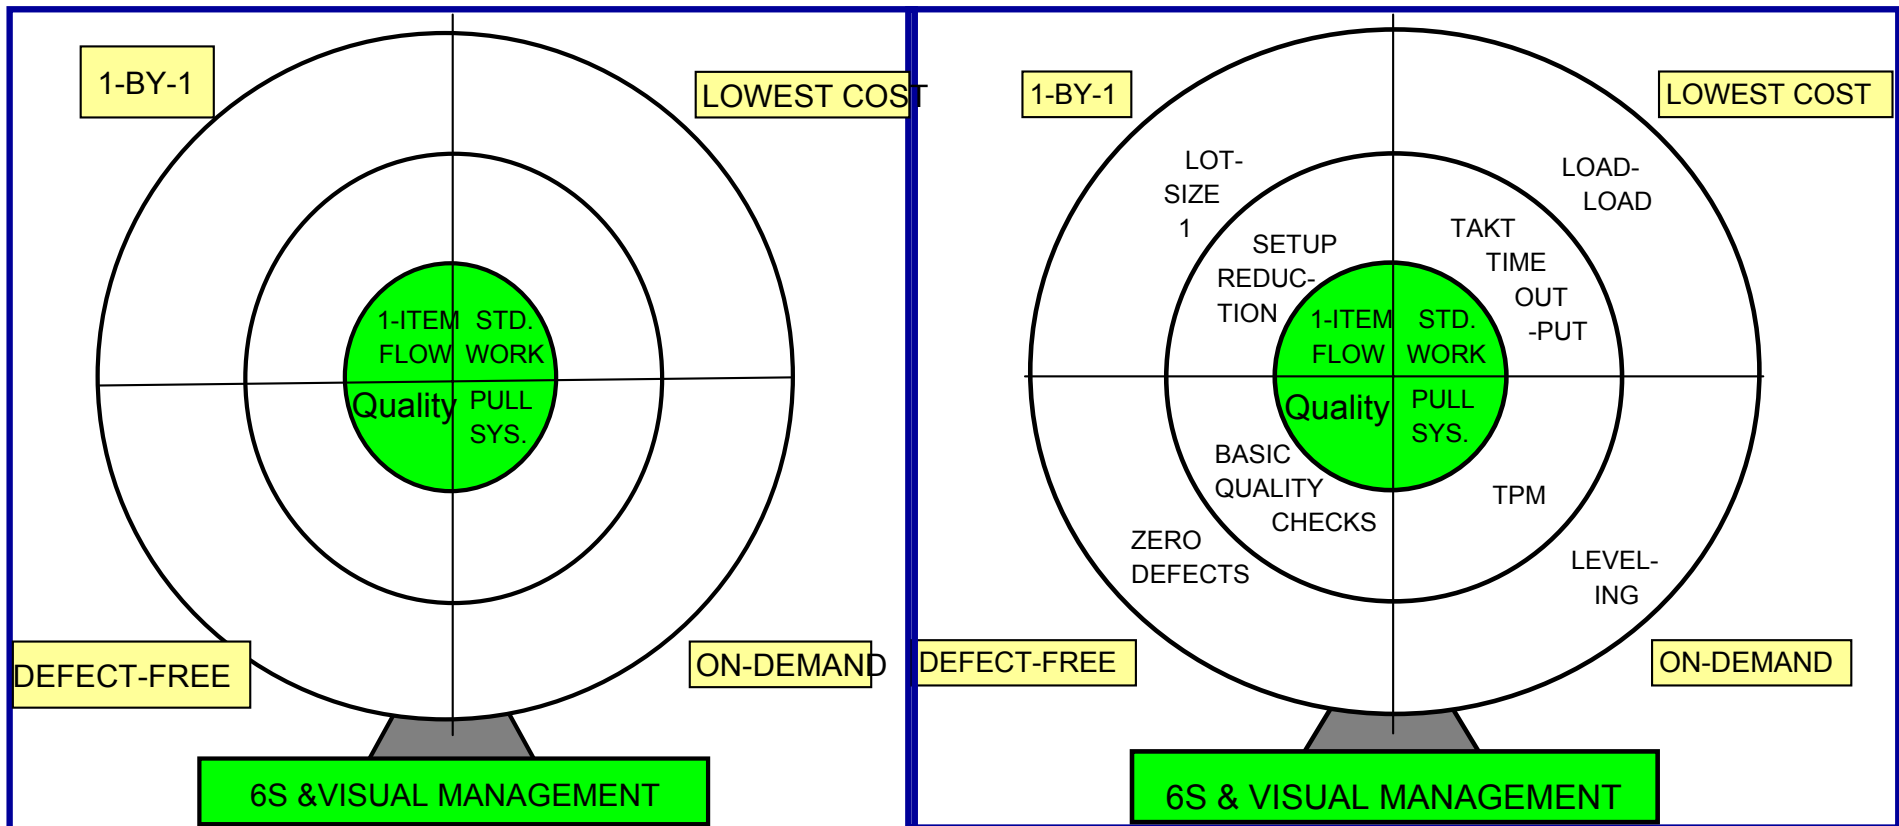 1-BY-1
LOWEST COST
1-ITEM
FLOW
STD.
WORK
Quality
PULL
SYS.
DEFECT-FREE
ON-DEMAND
6S &VISUAL MANAGEMENT
1-BY-1
LOWEST COST
LOT-
SIZE
1
LOAD-
LOAD
SETUP
REDUC-
TION
TAKT
TIME
OUT
-PUT
1-ITEM
FLOW
STD.
WORK
Quality
PULL
SYS.
BASIC
QUALITY
CHECKS
TPM
ZERO
DEFECTS
LEVEL-
ING
DEFECT-FREE
ON-DEMAND
6S & VISUAL MANAGEMENT